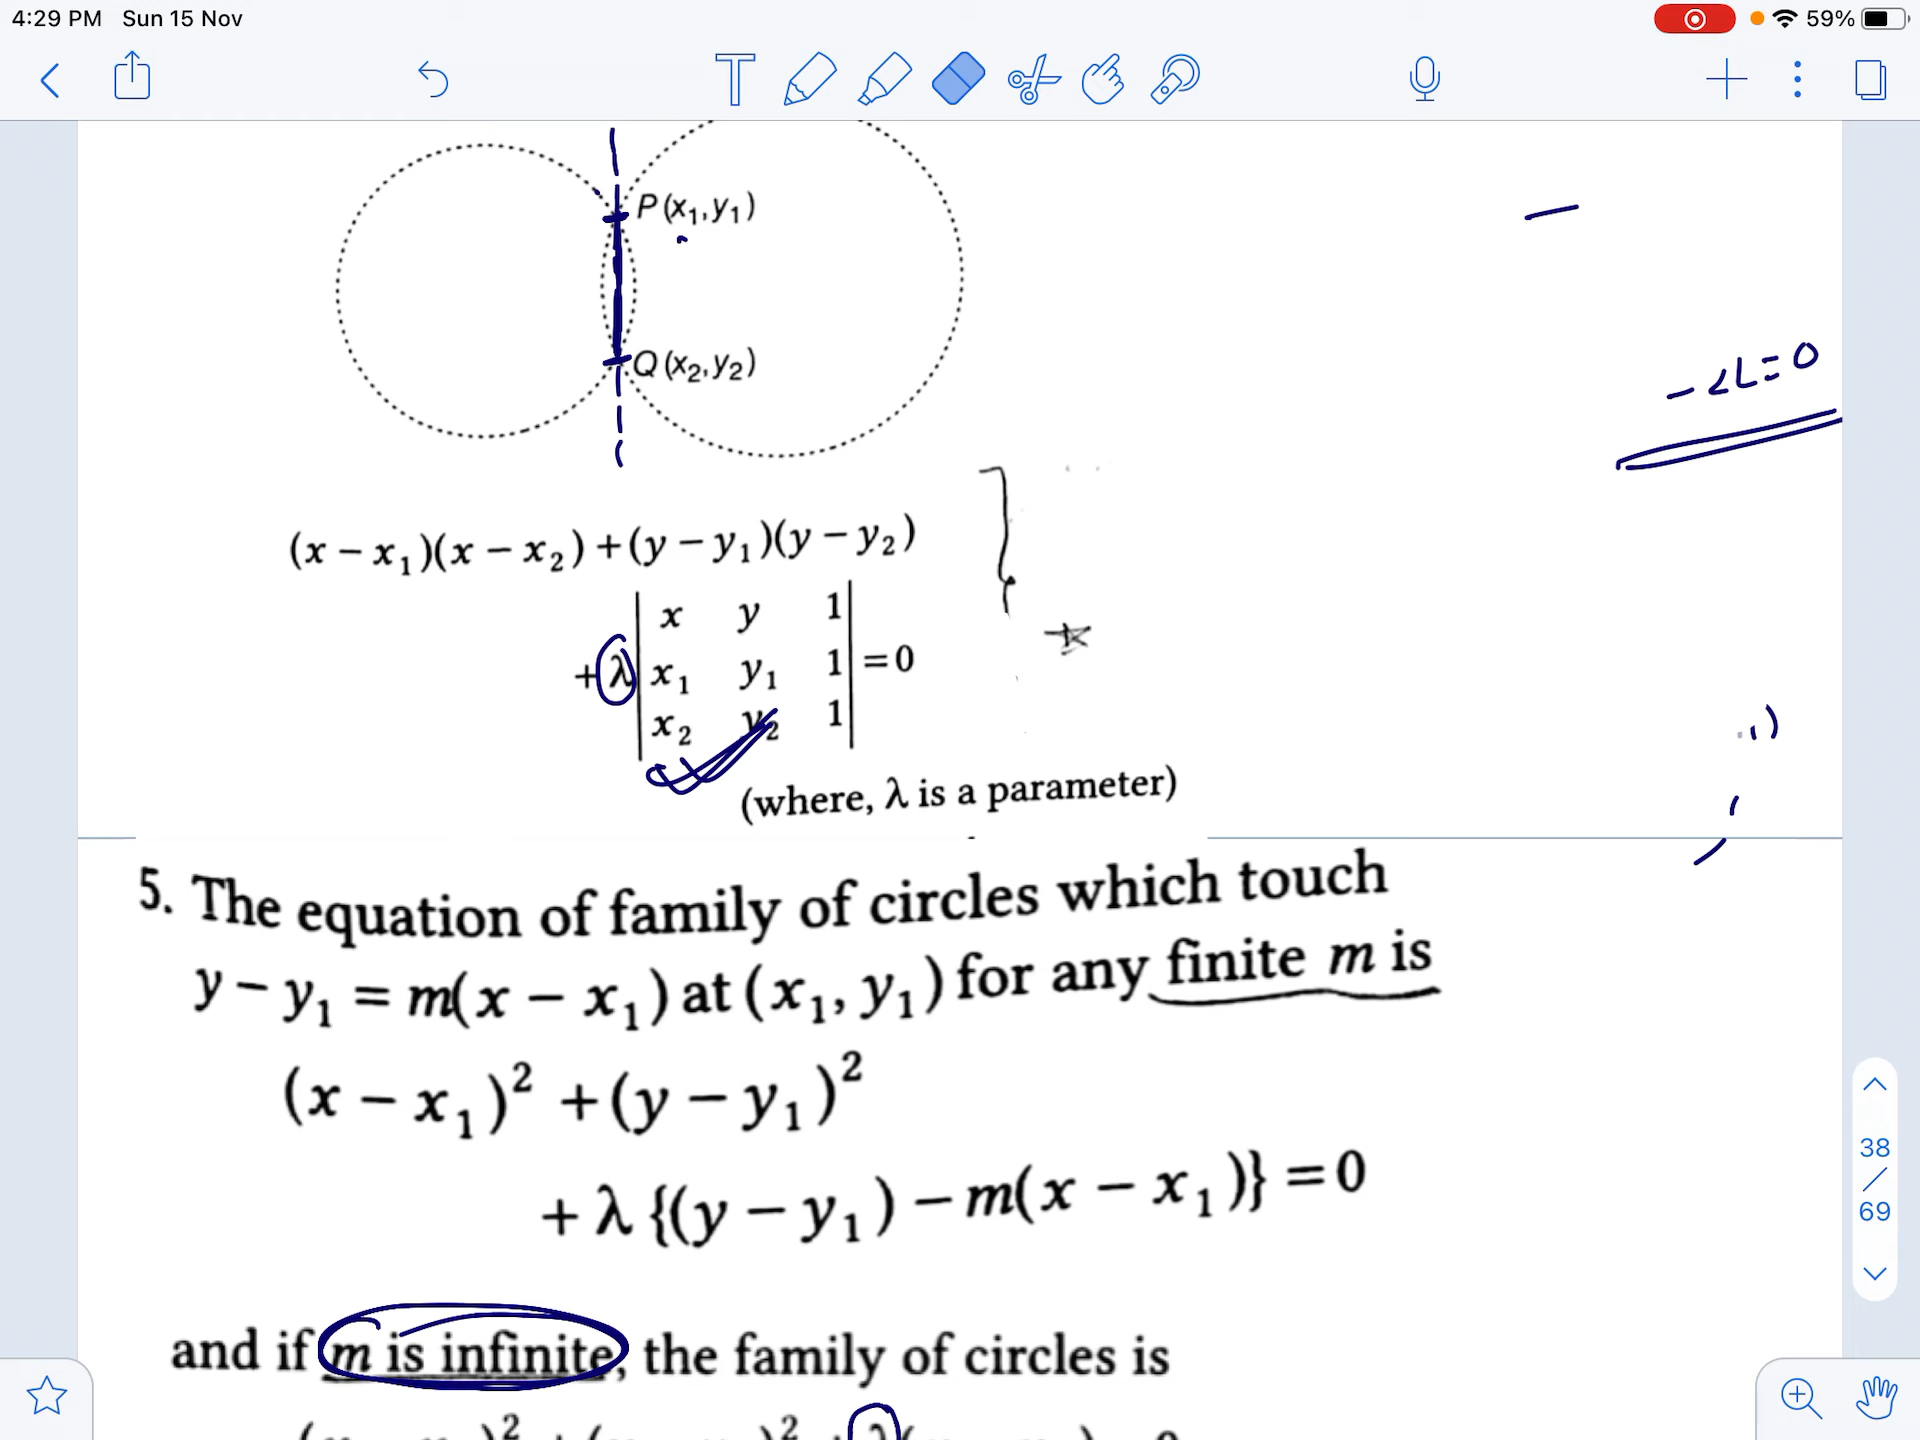 4:29 PM Sun 15 Nov
59%
T
P(x₁,y₁)
Q(x₂,y₂)
-2L=0
(x − x₁)(x − x₂) + (y − y₁)(y − y₂)
x y 1
+λ x₁ y₁ 1 = 0
x₂ y₂ 1
(where, λ is a parameter)
5. The equation of family of circles which touch
y − y₁ = m(x − x₁) at (x₁, y₁) for any finite m is
(x − x₁)² + (y − y₁)²
+ λ {(y − y₁) − m(x − x₁)} = 0
and if m is infinite, the family of circles is
38
/
69